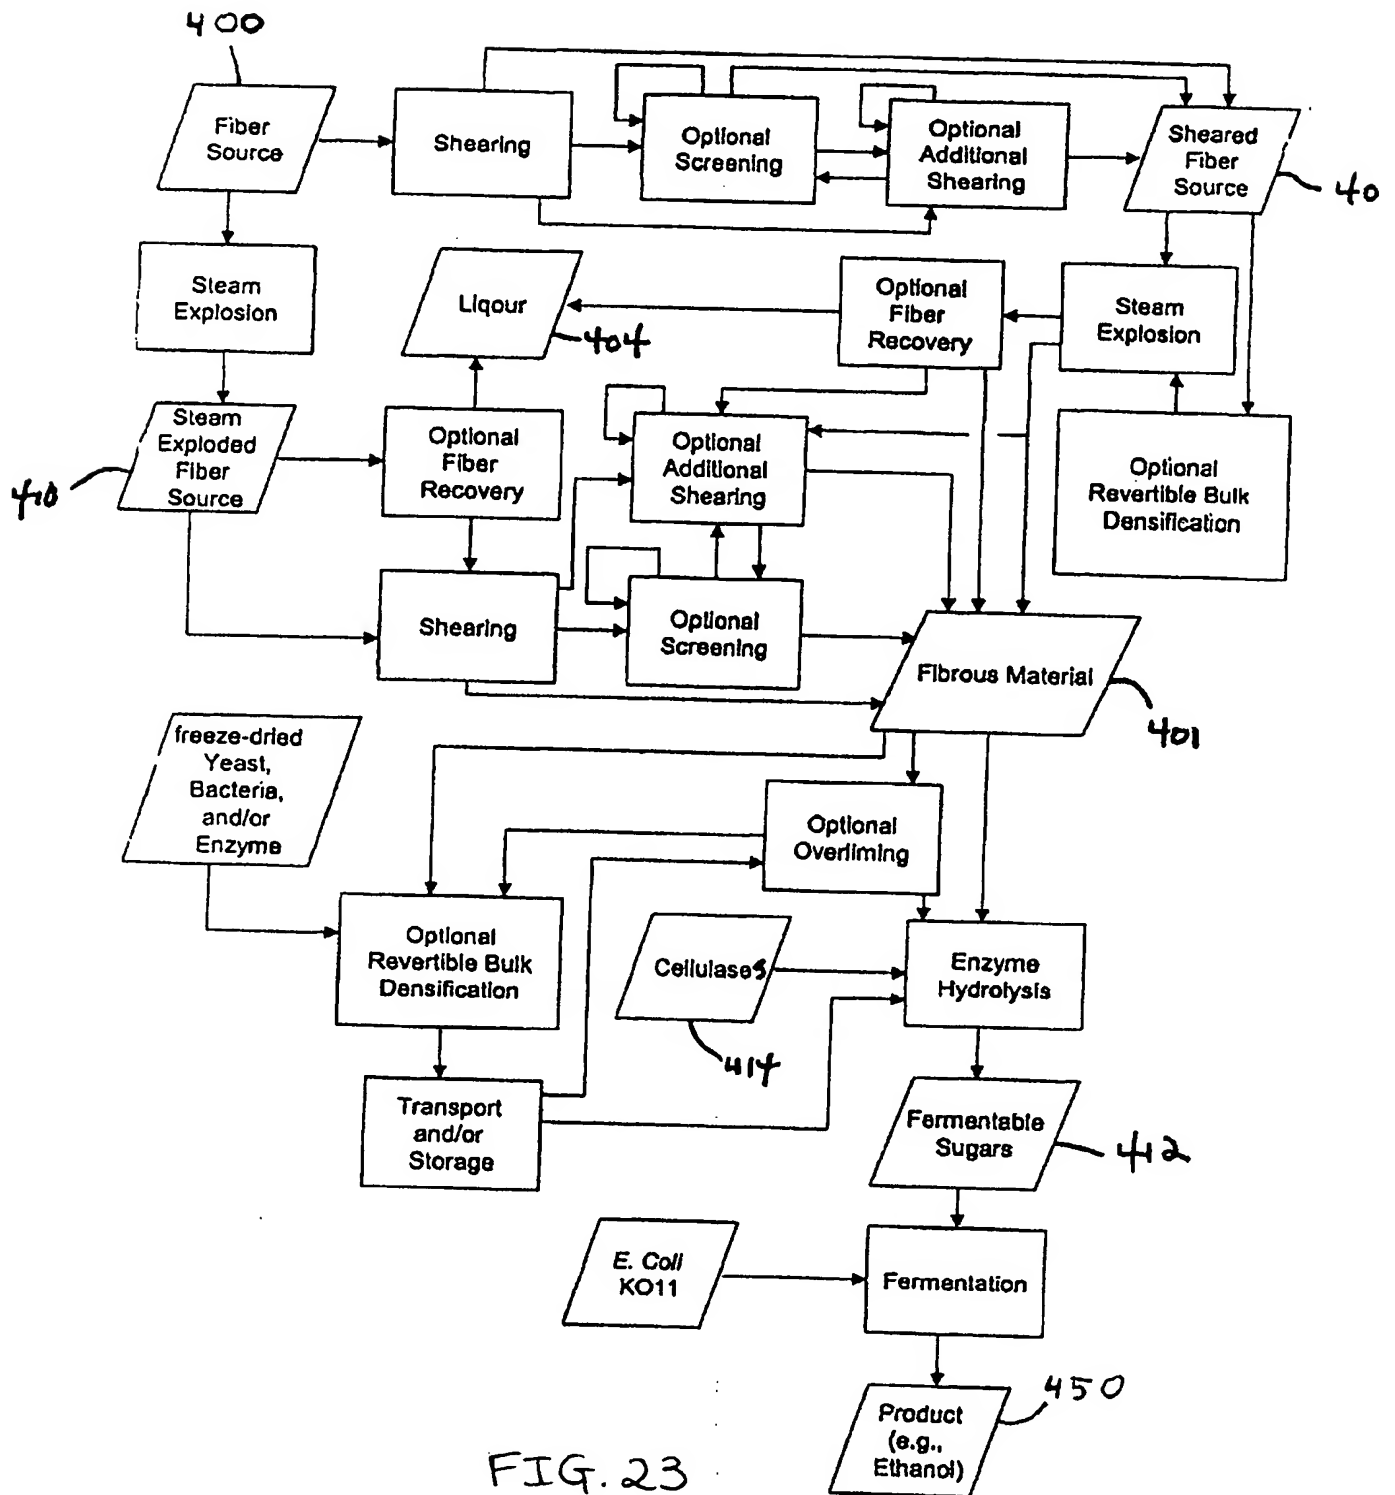 400
Fiber
Source
Shearing
Optional
Screening
Optional
Additional
Shearing
Sheared
Fiber
Source
40
Steam
Explosion
Liqour
404
Optional
Fiber
Recovery
Steam
Explosion
Steam
Exploded
Fiber
Source
410
Optional
Fiber
Recovery
Optional
Additional
Shearing
Optional
Revertible Bulk
Densification
Shearing
Optional
Screening
Fibrous Material
401
freeze-dried
Yeast,
Bacteria,
and/or
Enzyme
Optional
Overliming
Optional
Revertible Bulk
Densification
Cellulases
414
Enzyme
Hydrolysis
Transport
and/or
Storage
Fermentable
Sugars
412
E. Coli
KO11
Fermentation
Product
(e.g.,
Ethanol)
450
FIG. 23